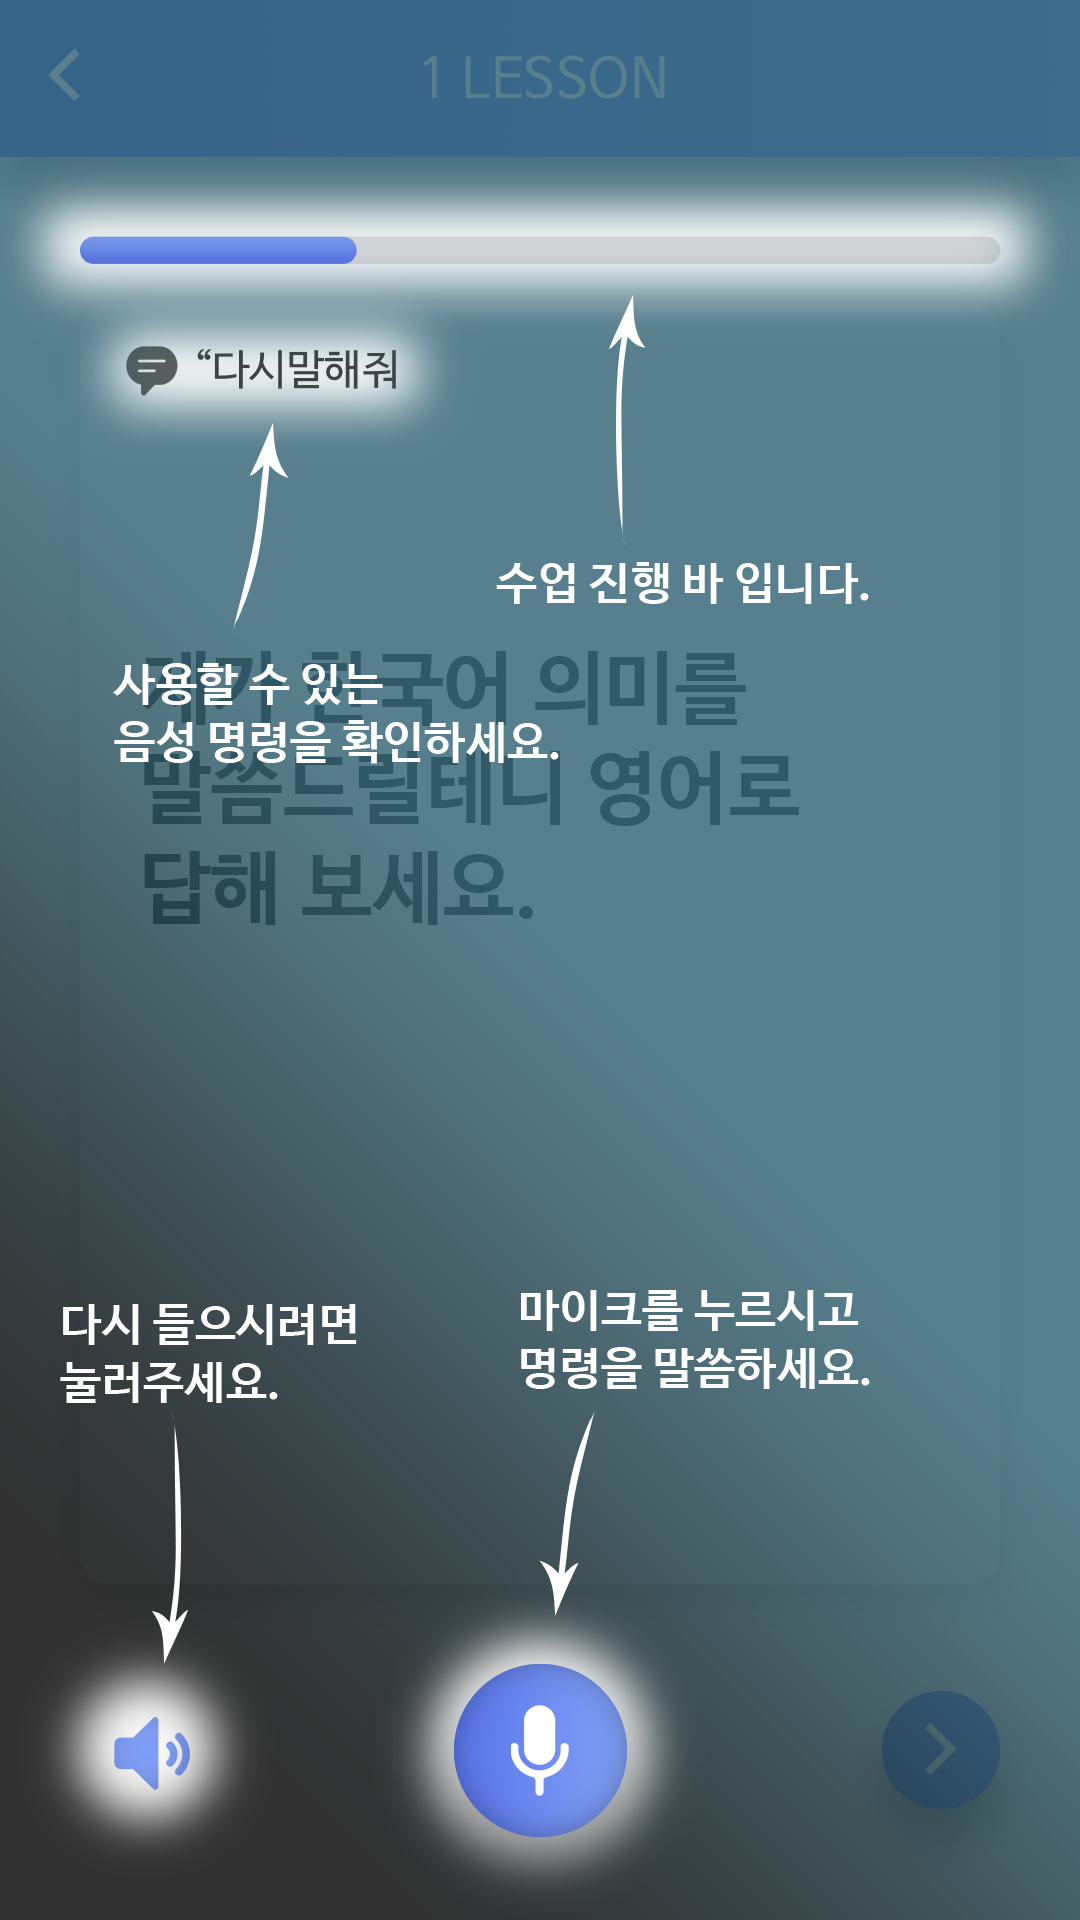 1 LESSON
“다시말해줘
수업 진행 바 입니다.
사용할 수 있는
음성 명령을 확인하세요.
제가 한국어 의미를
말씀드릴테니 영어로
답해 보세요.
다시 들으시려면
눌러주세요.
마이크를 누르시고
명령을 말씀하세요.